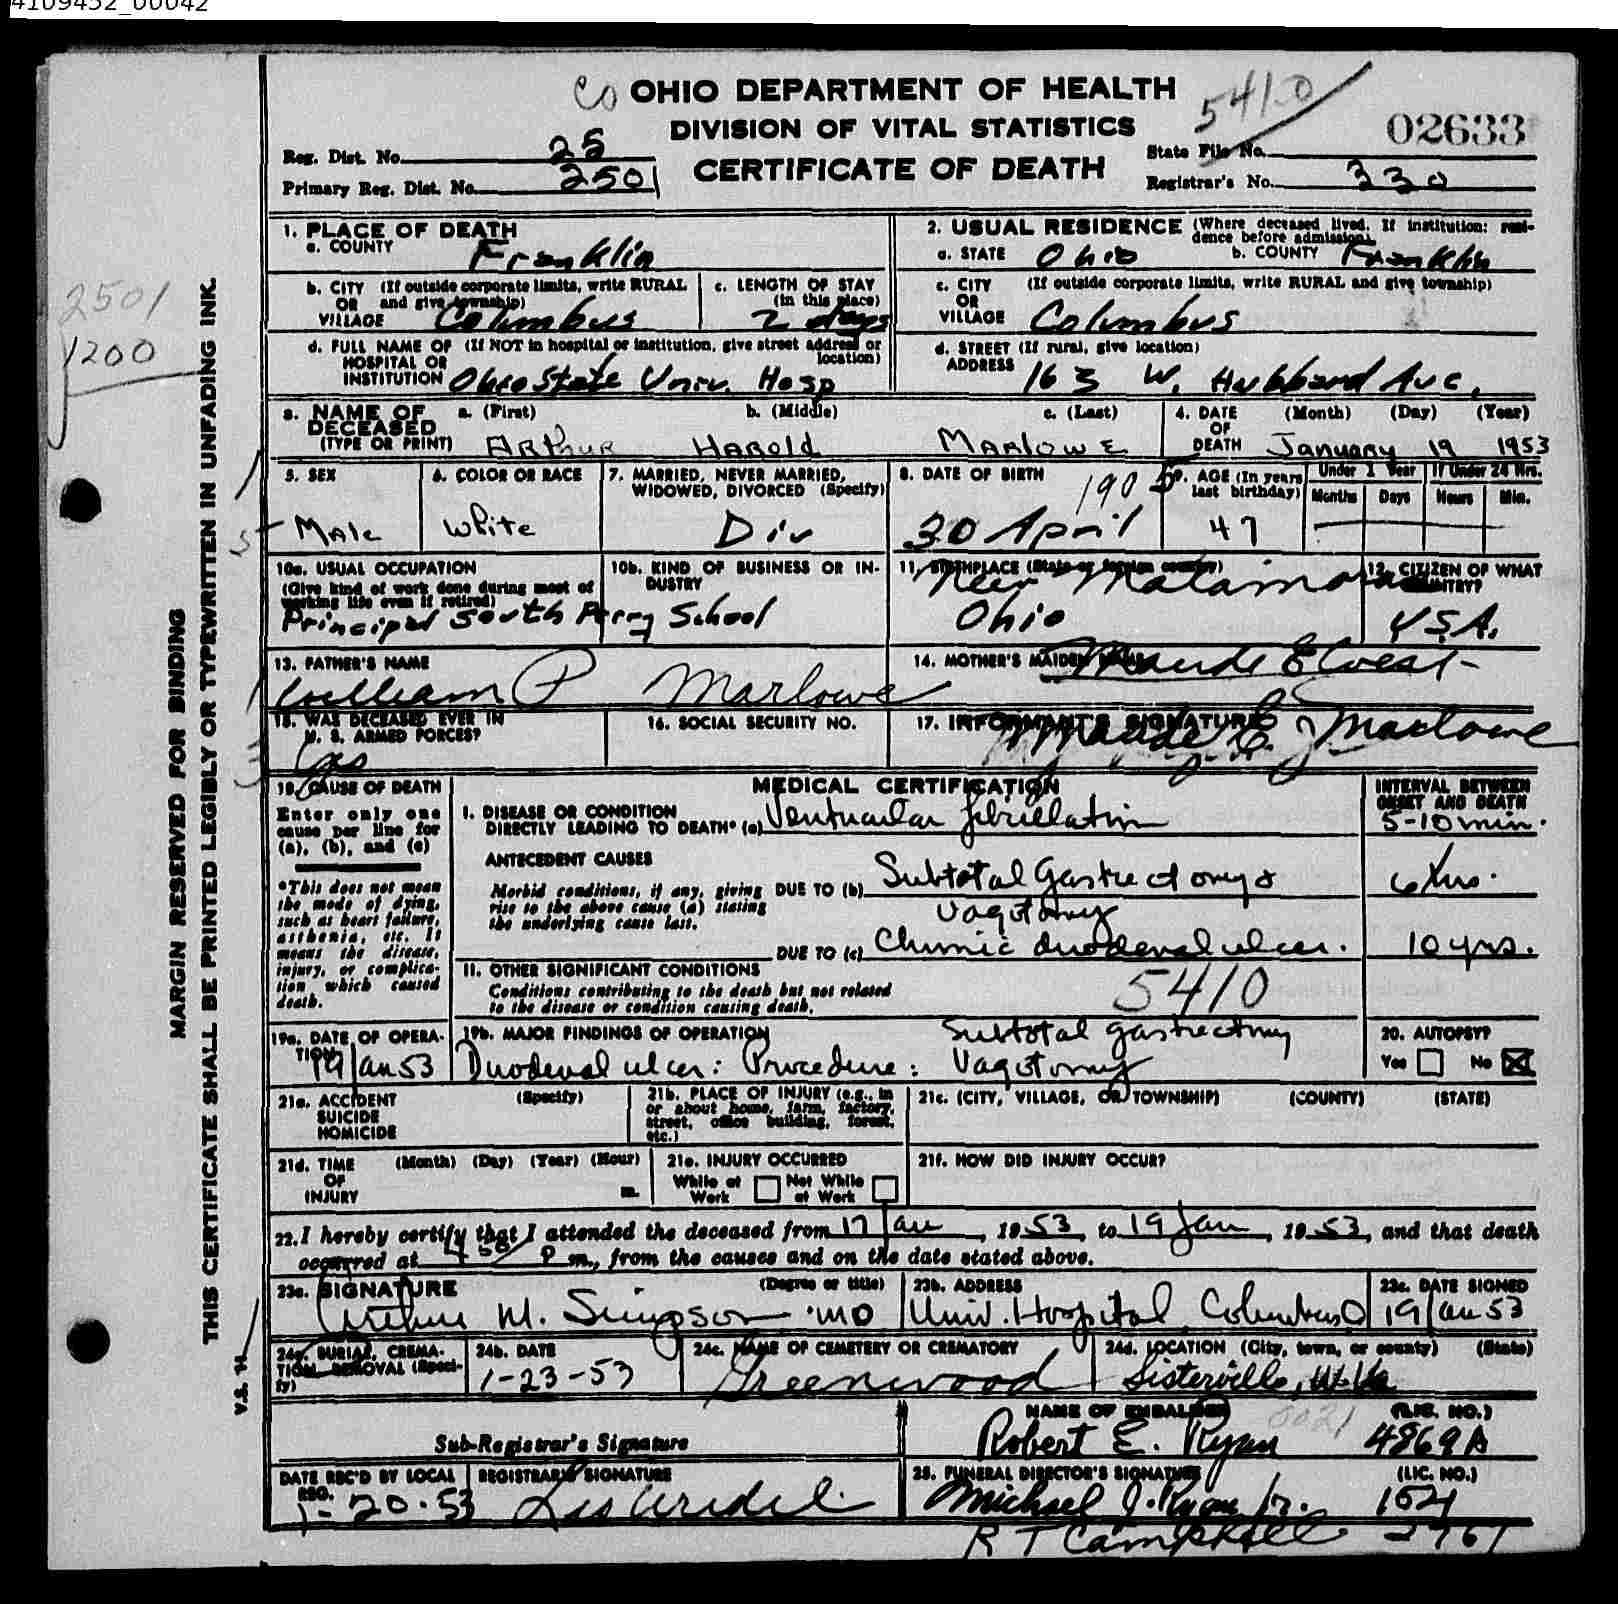 4109452_00042
Co OHIO DEPARTMENT OF HEALTH
DIVISION OF VITAL STATISTICS
CERTIFICATE OF DEATH
5410
02633
Reg. Dist. No. 25
Primary Reg. Dist. No. 2501
State File No.
Registrar's No. 330
2501
1200
MARGIN RESERVED FOR BINDING
THIS CERTIFICATE SHALL BE PRINTED LEGIBLY OR TYPEWRITTEN IN UNFADING INK.
1. PLACE OF DEATH
a. COUNTY Franklin
2. USUAL RESIDENCE (Where deceased lived. If institution: residence before admission).
a. STATE Ohio b. COUNTY Franklin
b. CITY (If outside corporate limits, write RURAL OR and give township) VILLAGE Columbus
c. LENGTH OF STAY (in this place) 2 days
c. CITY (If outside corporate limits, write RURAL and give township) OR VILLAGE Columbus
d. FULL NAME OF (If NOT in hospital or institution, give street address or location) HOSPITAL OR INSTITUTION Ohio State Univ. Hosp
d. STREET (If rural, give location) ADDRESS 163 W. Hubbard Ave.
3. NAME OF DECEASED (TYPE OR PRINT) a. (First) Arthur b. (Middle) Harold c. (Last) Marlowe
4. DATE OF DEATH (Month) (Day) (Year) January 19 1953
5. SEX Male
6. COLOR OR RACE White
7. MARRIED, NEVER MARRIED, WIDOWED, DIVORCED (Specify) Div
8. DATE OF BIRTH 30 April 1905
9. AGE (In years last birthday) 47
Under 1 Year Months Days
If Under 24 Hrs. Hours Min.
10a. USUAL OCCUPATION (Give kind of work done during most of working life even if retired)
10b. KIND OF BUSINESS OR INDUSTRY
Principal South Perry School
11. BIRTHPLACE (State or foreign country) Near Matamoras Ohio
12. CITIZEN OF WHAT COUNTRY? USA.
13. FATHER'S NAME William P Marlowe
14. MOTHER'S MAIDEN NAME Maude E West
15. WAS DECEASED EVER IN U. S. ARMED FORCES? Yes
16. SOCIAL SECURITY NO.
17. INFORMANT'S SIGNATURE Maude E. Marlowe
18. CAUSE OF DEATH
Enter only one cause per line for (a), (b), and (c)
*This does not mean the mode of dying, such as heart failure, asthenia, etc. It means the disease, injury, or complication which caused death.
MEDICAL CERTIFICATION
INTERVAL BETWEEN ONSET AND DEATH
I. DISEASE OR CONDITION DIRECTLY LEADING TO DEATH* (a) Ventricular fibrillation 5-10 min.
ANTECEDENT CAUSES
Morbid conditions, if any, giving rise to the above cause (a) stating the underlying cause last.
DUE TO (b) Subtotal Gastrectomy & Vagotomy 6 hrs.
DUE TO (c) Chronic duodenal ulcer. 10 yrs.
II. OTHER SIGNIFICANT CONDITIONS
Conditions contributing to the death but not related to the disease or condition causing death.
5410
19a. DATE OF OPERATION 19 Jan 53
19b. MAJOR FINDINGS OF OPERATION Duodenal ulcer: Procedure: Subtotal gastrectomy Vagotomy
20. AUTOPSY? Yes No X
21a. ACCIDENT SUICIDE HOMICIDE (Specify)
21b. PLACE OF INJURY (e.g., in or about home, farm, factory, street, office building, forest, etc.)
21c. (CITY, VILLAGE, OR TOWNSHIP) (COUNTY) (STATE)
21d. TIME OF INJURY (Month) (Day) (Year) (Hour) m.
21e. INJURY OCCURRED While at Work Not While at Work
21f. HOW DID INJURY OCCUR?
22. I hereby certify that I attended the deceased from 17 Jan, 1953, to 19 Jan, 1953, and that death
occurred at 4 50 P m., from the causes and on the date stated above.
23a. SIGNATURE (Degree or title) Arthur M. Simpson MD
23b. ADDRESS Univ. Hospital, Columbus O
23c. DATE SIGNED 19 Jan 53
24a. BURIAL, CREMATION, REMOVAL (Specify)
24b. DATE 1-23-53
24c. NAME OF CEMETERY OR CREMATORY Greenwood
24d. LOCATION (City, town, or county) (State) Sisterville, W. Va
Sub-Registrar's Signature
NAME OF EMBALMER (LIC. NO.)
Robert E. Ryan 4869A
DATE REC'D BY LOCAL REG. 1-20-53
REGISTRAR'S SIGNATURE
25. FUNERAL DIRECTOR'S SIGNATURE (LIC. NO.)
Michael J. Ryan Jr. 154
R T Campbell 2761